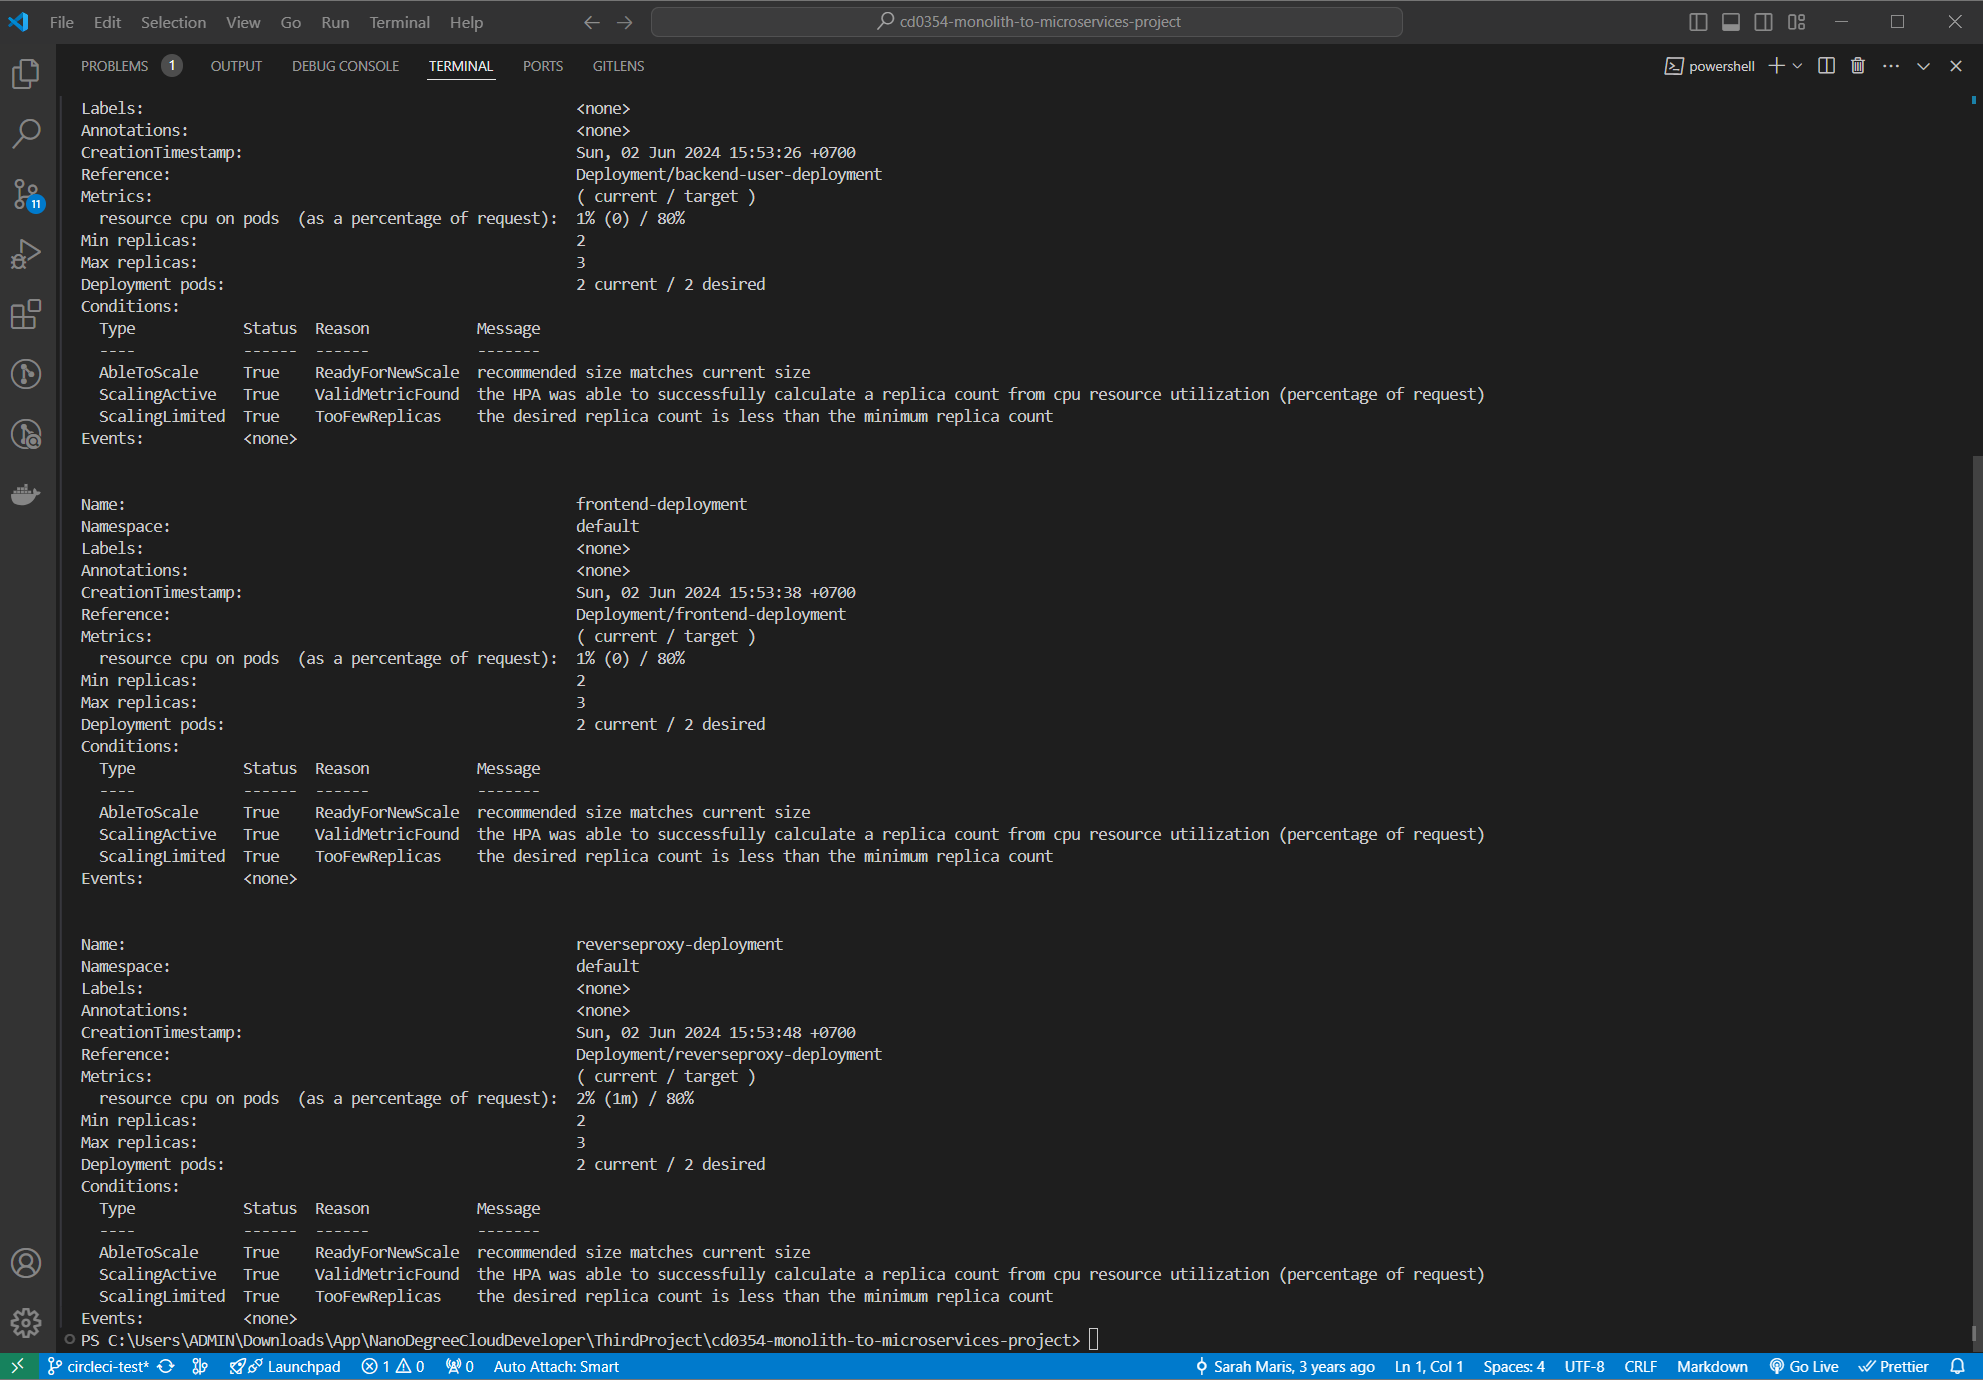 File Edit Selection View Go Run Terminal Help cd0354-monolith-to-microservices-project
PROBLEMS 1 OUTPUT DEBUG CONSOLE TERMINAL PORTS GITLENS powershell
Labels: <none>
Annotations: <none>
CreationTimestamp: Sun, 02 Jun 2024 15:53:26 +0700
Reference: Deployment/backend-user-deployment
Metrics: ( current / target )
resource cpu on pods (as a percentage of request): 1% (0) / 80%
Min replicas: 2
Max replicas: 3
Deployment pods: 2 current / 2 desired
Conditions:
Type Status Reason Message
---- ------ ------ -------
AbleToScale True ReadyForNewScale recommended size matches current size
ScalingActive True ValidMetricFound the HPA was able to successfully calculate a replica count from cpu resource utilization (percentage of request)
ScalingLimited True TooFewReplicas the desired replica count is less than the minimum replica count
Events: <none>
Name: frontend-deployment
Namespace: default
Labels: <none>
Annotations: <none>
CreationTimestamp: Sun, 02 Jun 2024 15:53:38 +0700
Reference: Deployment/frontend-deployment
Metrics: ( current / target )
resource cpu on pods (as a percentage of request): 1% (0) / 80%
Min replicas: 2
Max replicas: 3
Deployment pods: 2 current / 2 desired
Conditions:
Type Status Reason Message
---- ------ ------ -------
AbleToScale True ReadyForNewScale recommended size matches current size
ScalingActive True ValidMetricFound the HPA was able to successfully calculate a replica count from cpu resource utilization (percentage of request)
ScalingLimited True TooFewReplicas the desired replica count is less than the minimum replica count
Events: <none>
Name: reverseproxy-deployment
Namespace: default
Labels: <none>
Annotations: <none>
CreationTimestamp: Sun, 02 Jun 2024 15:53:48 +0700
Reference: Deployment/reverseproxy-deployment
Metrics: ( current / target )
resource cpu on pods (as a percentage of request): 2% (1m) / 80%
Min replicas: 2
Max replicas: 3
Deployment pods: 2 current / 2 desired
Conditions:
Type Status Reason Message
---- ------ ------ -------
AbleToScale True ReadyForNewScale recommended size matches current size
ScalingActive True ValidMetricFound the HPA was able to successfully calculate a replica count from cpu resource utilization (percentage of request)
ScalingLimited True TooFewReplicas the desired replica count is less than the minimum replica count
Events: <none>
PS C:\Users\ADMIN\Downloads\App\NanoDegreeCloudDeveloper\ThirdProject\cd0354-monolith-to-microservices-project>
11
circleci-test* Launchpad 1 0 0 Auto Attach: Smart Sarah Maris, 3 years ago Ln 1, Col 1 Spaces: 4 UTF-8 CRLF Markdown Go Live Prettier